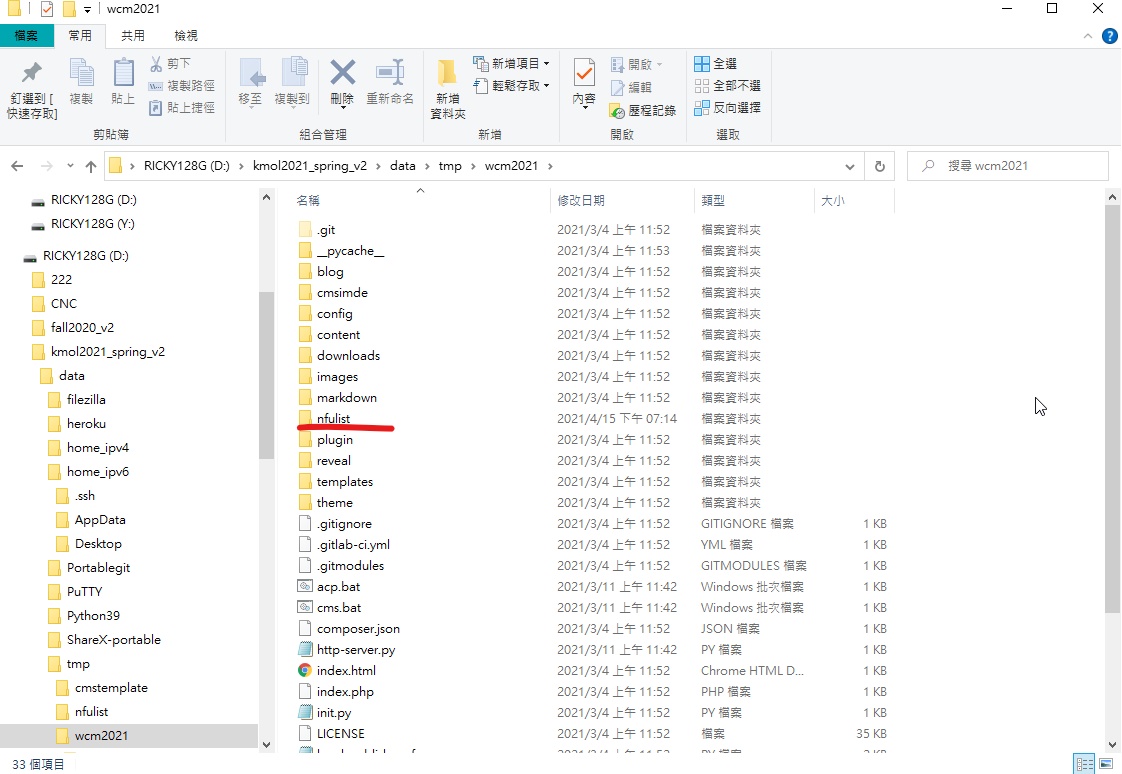 wcm2021
檔案 常用 共用 檢視
釘選到 [
快速存取]
複製
貼上
剪下
複製路徑
貼上捷徑
剪貼簿
移至
複製到
刪除
重新命名
組合管理
新增
資料夾
新增項目
輕鬆存取
新增
內容
開啟
編輯
歷程記錄
開啟
全選
全部不選
反向選擇
選取
RICKY128G (D:) › kmol2021_spring_v2 › data › tmp › wcm2021 ›
搜尋 wcm2021
RICKY128G (D:)
RICKY128G (Y:)
RICKY128G (D:)
222
CNC
fall2020_v2
kmol2021_spring_v2
data
filezilla
heroku
home_ipv4
home_ipv6
.ssh
AppData
Desktop
Portablegit
PuTTY
Python39
ShareX-portable
tmp
cmstemplate
nfulist
wcm2021
名稱 修改日期 類型 大小
.git 2021/3/4 上午 11:52 檔案資料夾
__pycache__ 2021/3/4 上午 11:53 檔案資料夾
blog 2021/3/4 上午 11:52 檔案資料夾
cmsimde 2021/3/4 上午 11:52 檔案資料夾
config 2021/3/4 上午 11:52 檔案資料夾
content 2021/3/4 上午 11:52 檔案資料夾
downloads 2021/3/4 上午 11:52 檔案資料夾
images 2021/3/4 上午 11:52 檔案資料夾
markdown 2021/3/4 上午 11:52 檔案資料夾
nfulist 2021/4/15 下午 07:14 檔案資料夾
plugin 2021/3/4 上午 11:52 檔案資料夾
reveal 2021/3/4 上午 11:52 檔案資料夾
templates 2021/3/4 上午 11:52 檔案資料夾
theme 2021/3/4 上午 11:52 檔案資料夾
.gitignore 2021/3/4 上午 11:52 GITIGNORE 檔案 1 KB
.gitlab-ci.yml 2021/3/4 上午 11:52 YML 檔案 1 KB
.gitmodules 2021/3/4 上午 11:52 GITMODULES 檔案 1 KB
acp.bat 2021/3/11 上午 11:42 Windows 批次檔案 1 KB
cms.bat 2021/3/11 上午 11:42 Windows 批次檔案 1 KB
composer.json 2021/3/4 上午 11:52 JSON 檔案 1 KB
http-server.py 2021/3/11 上午 11:42 PY 檔案 1 KB
index.html 2021/3/4 上午 11:52 Chrome HTML D... 1 KB
index.php 2021/3/4 上午 11:52 PHP 檔案 1 KB
init.py 2021/3/4 上午 11:52 PY 檔案 1 KB
LICENSE 2021/3/4 上午 11:52 檔案 35 KB
33 個項目